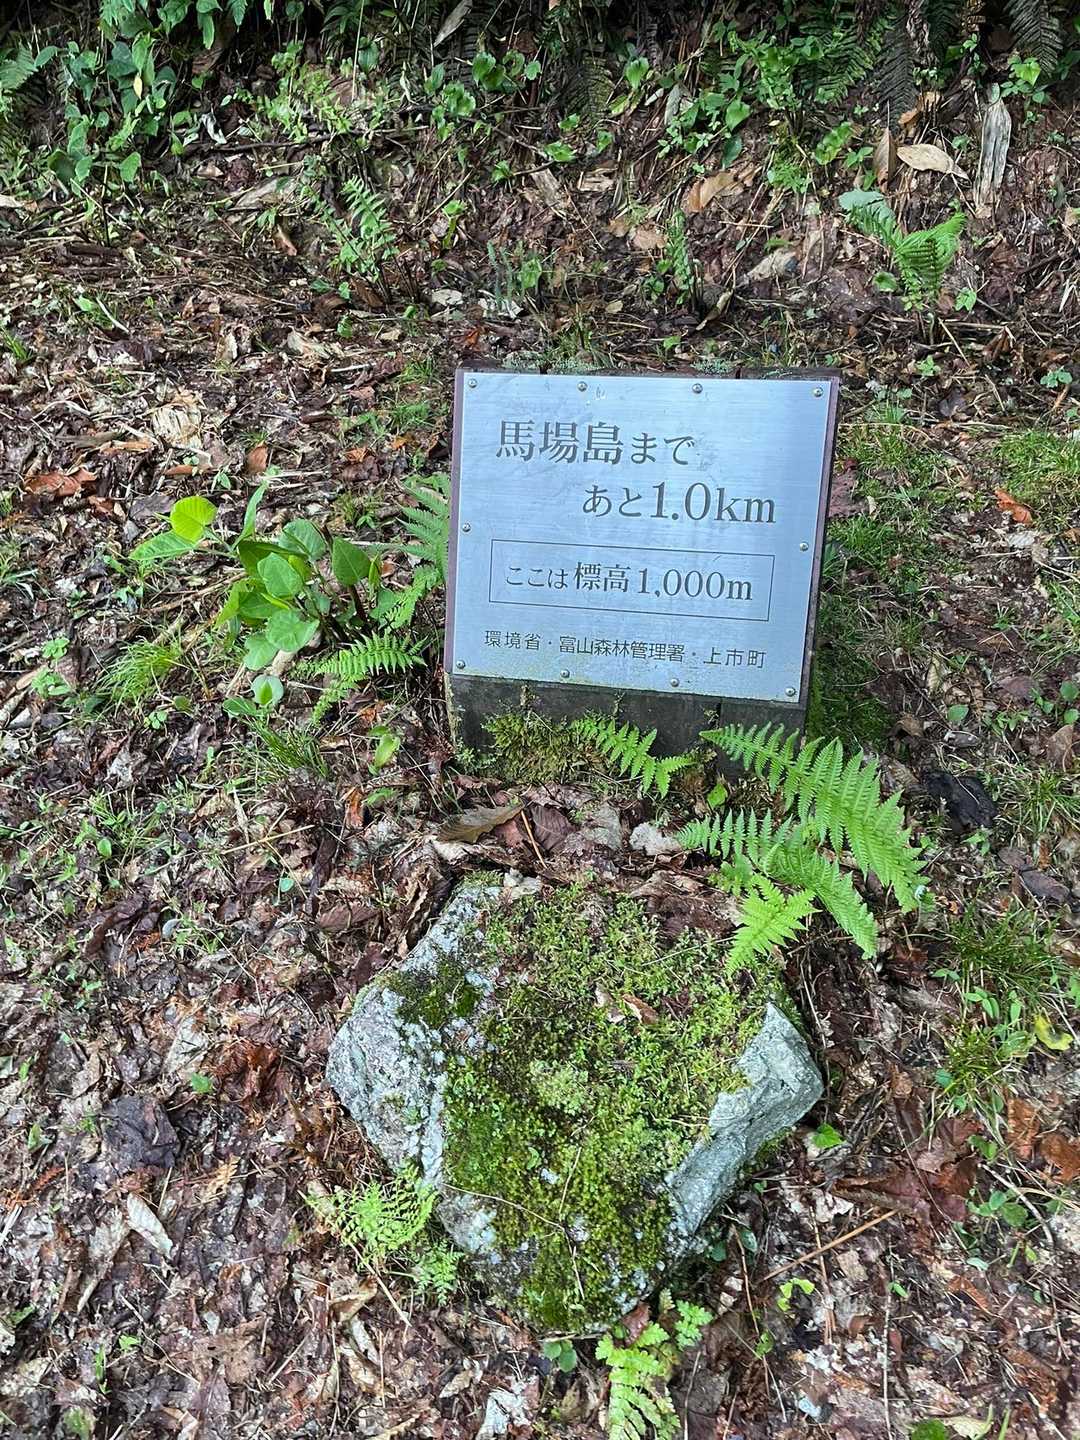 馬場島まで
あと1.0km
ここは標高1,000m
環境省・富山森林管理署・上市町